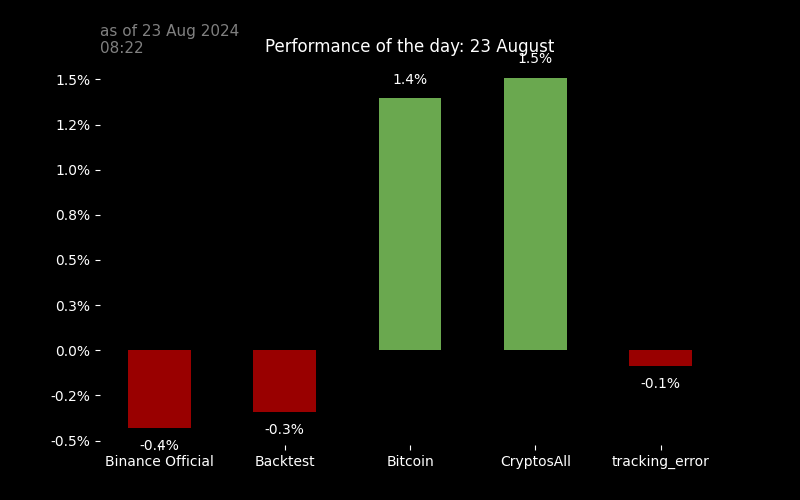 as of 23 Aug 2024
08:22
Performance of the day: 23 August
1.5%
1.4%
1.5%
1.2%
1.0%
0.8%
0.5%
0.3%
0.0%
-0.2%
-0.5%
-0.4%
-0.3%
-0.1%
Binance Official
Backtest
Bitcoin
CryptosAll
tracking_error